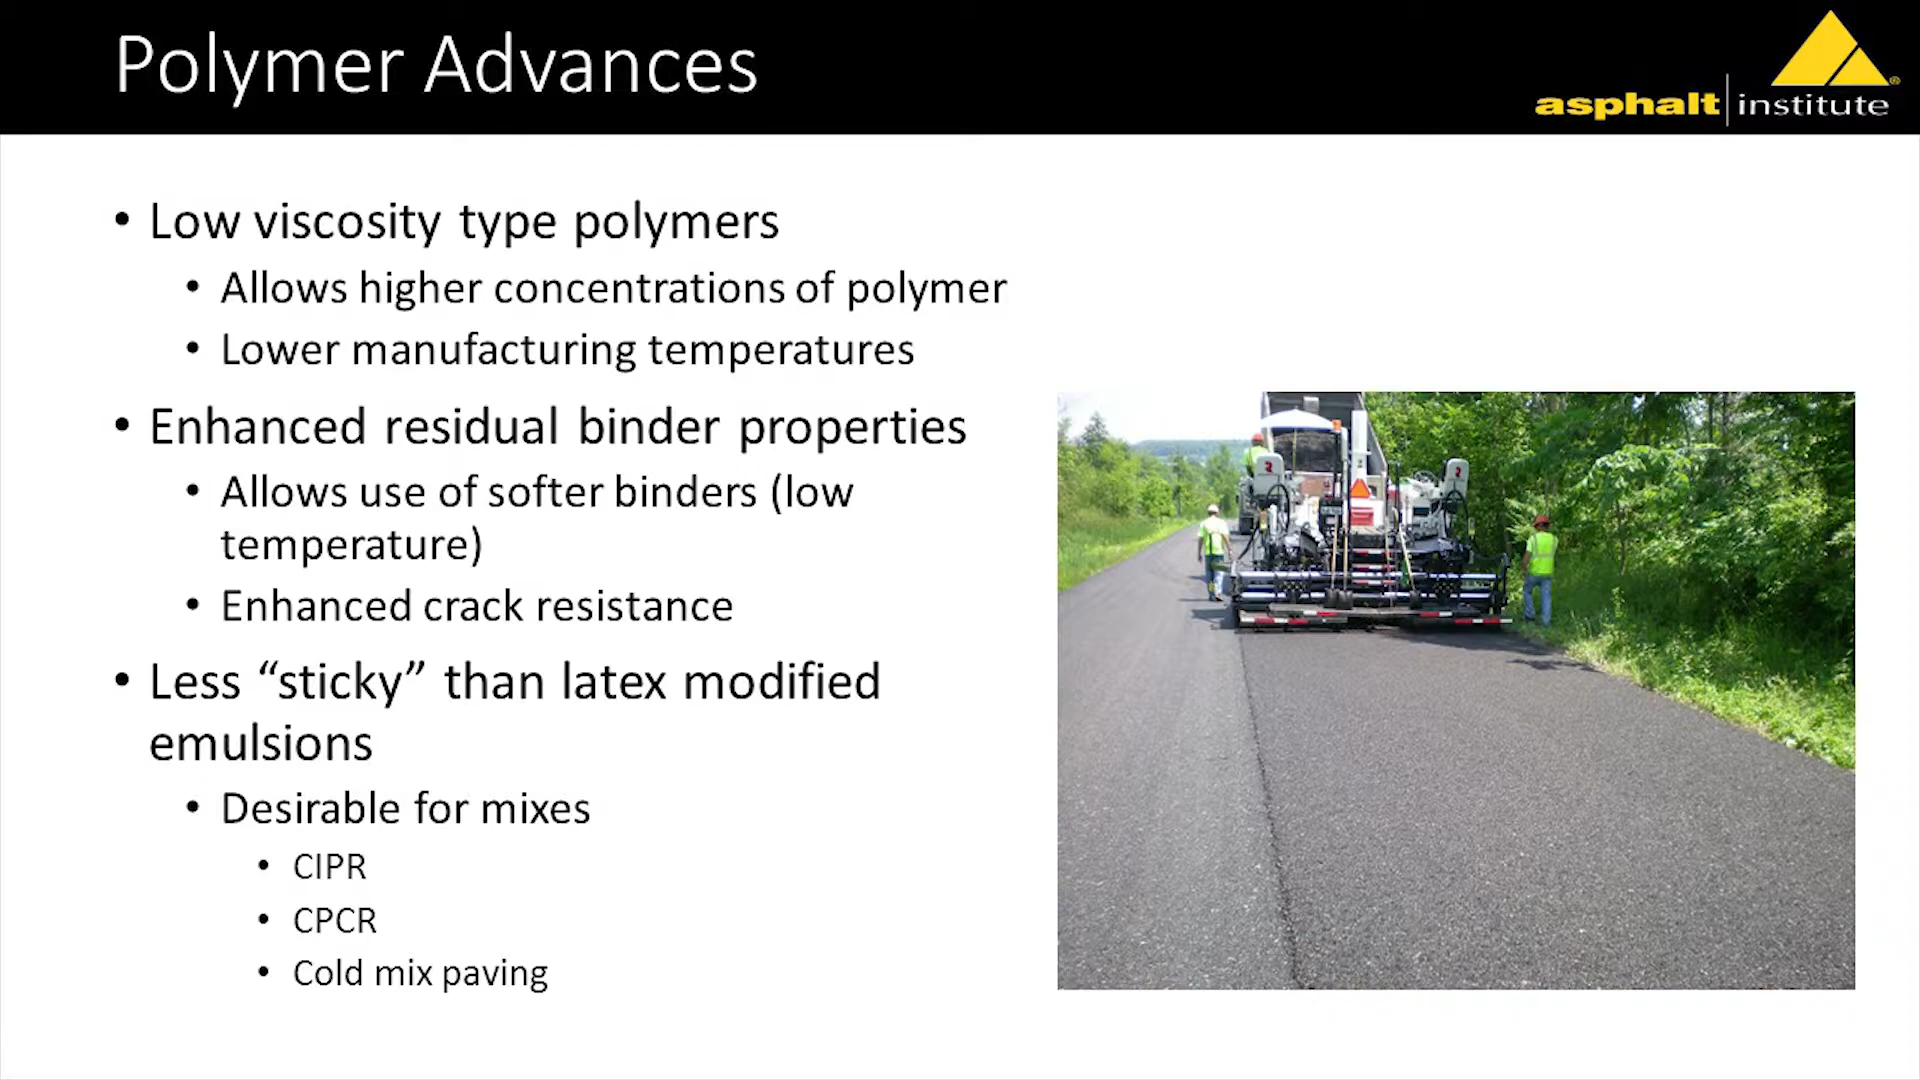 Polymer Advances
asphalt institute
• Low viscosity type polymers
• Allows higher concentrations of polymer
• Lower manufacturing temperatures
• Enhanced residual binder properties
• Allows use of softer binders (low
temperature)
• Enhanced crack resistance
• Less “sticky” than latex modified
emulsions
• Desirable for mixes
• CIPR
• CPCR
• Cold mix paving